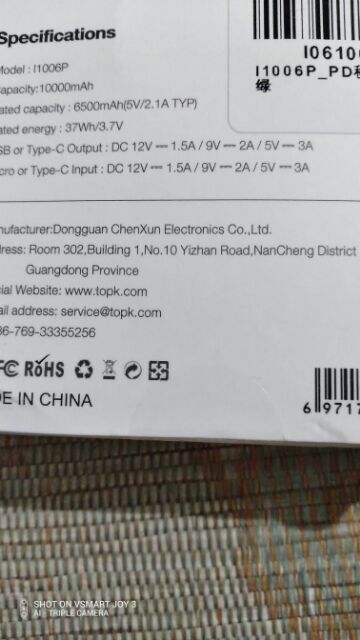 Specifications
Model : I1006P
Capacity:10000mAh
Rated capacity : 6500mAh(5V/2.1A TYP)
Rated energy : 37Wh/3.7V
USB or Type-C Output : DC 12V⎓1.5A / 9V⎓2A / 5V⎓3A
Micro or Type-C Input : DC 12V⎓1.5A / 9V⎓2A / 5V⎓3A
Manufacturer:Dongguan ChenXun Electronics Co.,Ltd.
Address: Room 302,Building 1,No.10 Yizhan Road,NanCheng District
Guangdong Province
Official Website: www.topk.com
Email address: service@topk.com
86-769-33355256
FC RoHS
MADE IN CHINA
I0610
I1006P_PD
绿
6 9717
SHOT ON VSMART JOY 3
AI - TRIPLE CAMERA